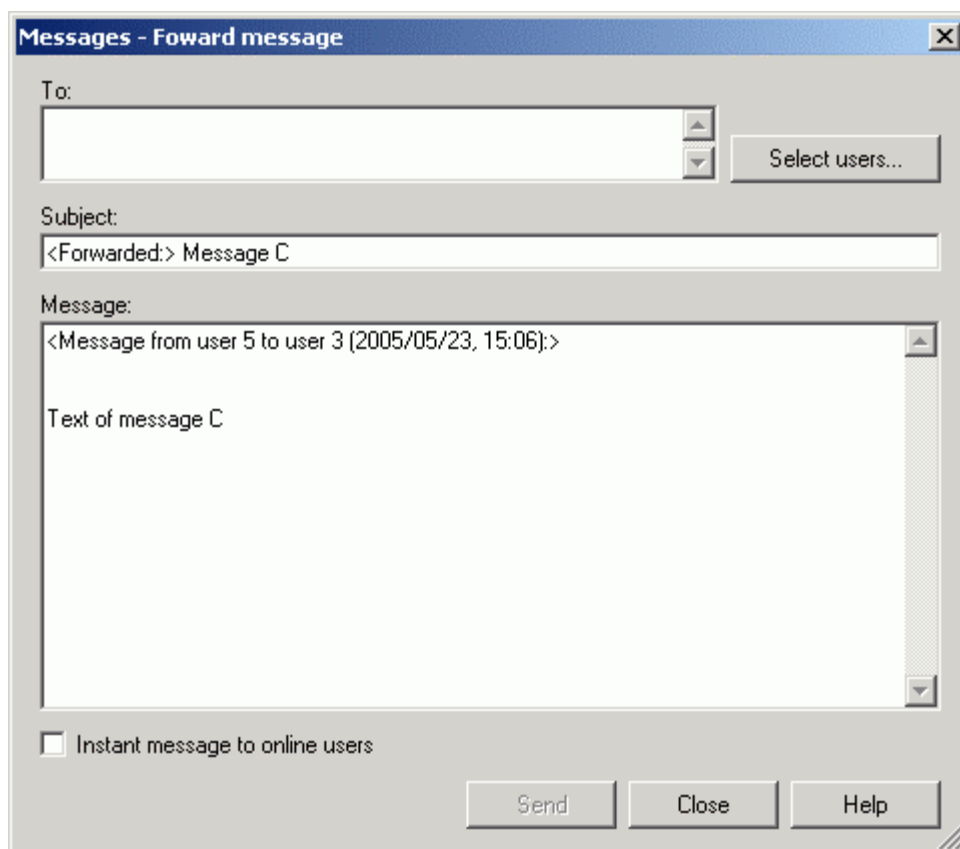 Messages - Foward message
To:
Select users...
Subject:
<Forwarded:> Message C
Message:
<Message from user 5 to user 3 (2005/05/23, 15:06):>
Text of message C
Instant message to online users
Send Close Help